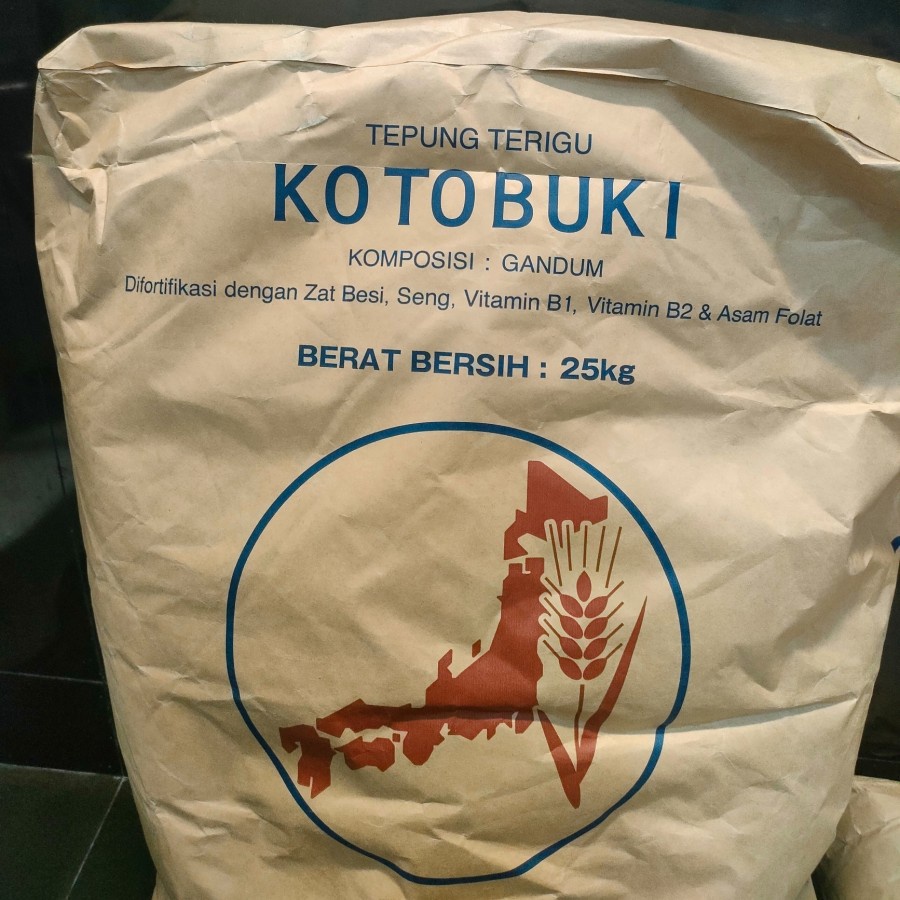 TEPUNG TERIGU
KOTOBUKI
KOMPOSISI : GANDUM
Difortifikasi dengan Zat Besi, Seng, Vitamin B1, Vitamin B2 & Asam Folat
BERAT BERSIH : 25kg